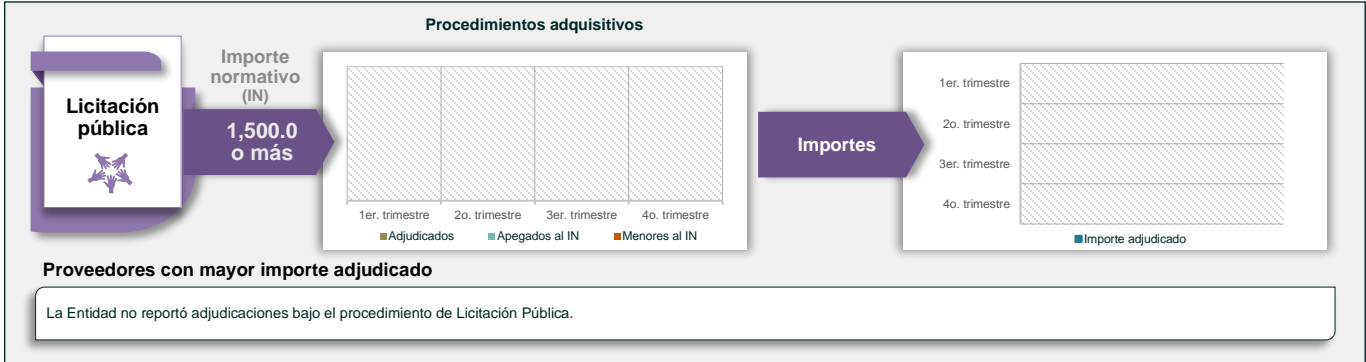 Procedimientos adquisitivos
Licitación
pública
Importe
normativo
(IN)
1,500.0
o más
1er. trimestre
2o. trimestre
3er. trimestre
4o. trimestre
Adjudicados
Apegados al IN
Menores al IN
Importes
1er. trimestre
2o. trimestre
3er. trimestre
4o. trimestre
Importe adjudicado
Proveedores con mayor importe adjudicado
La Entidad no reportó adjudicaciones bajo el procedimiento de Licitación Pública.